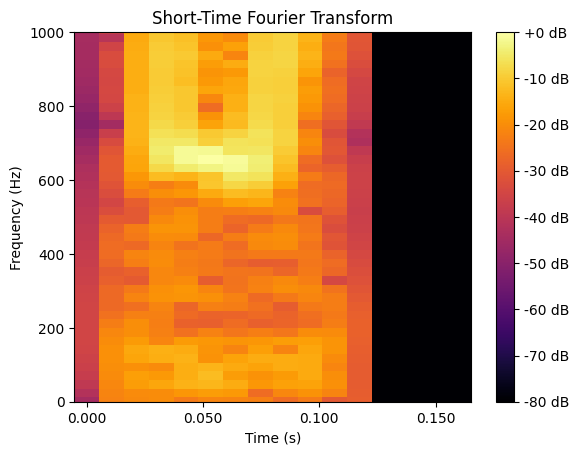 Short-Time Fourier Transform
1000
800
600
400
200
0
Frequency (Hz)
0.000
0.050
0.100
0.150
Time (s)
+0 dB
-10 dB
-20 dB
-30 dB
-40 dB
-50 dB
-60 dB
-70 dB
-80 dB